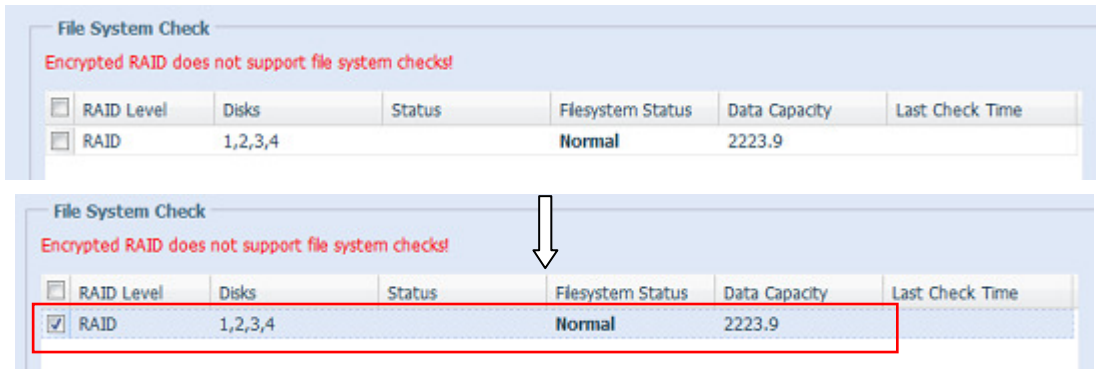 File System Check
Encrypted RAID does not support file system checks!
RAID Level Disks Status Filesystem Status Data Capacity Last Check Time
RAID 1,2,3,4 Normal 2223.9
File System Check
Encrypted RAID does not support file system checks!
RAID Level Disks Status Filesystem Status Data Capacity Last Check Time
RAID 1,2,3,4 Normal 2223.9